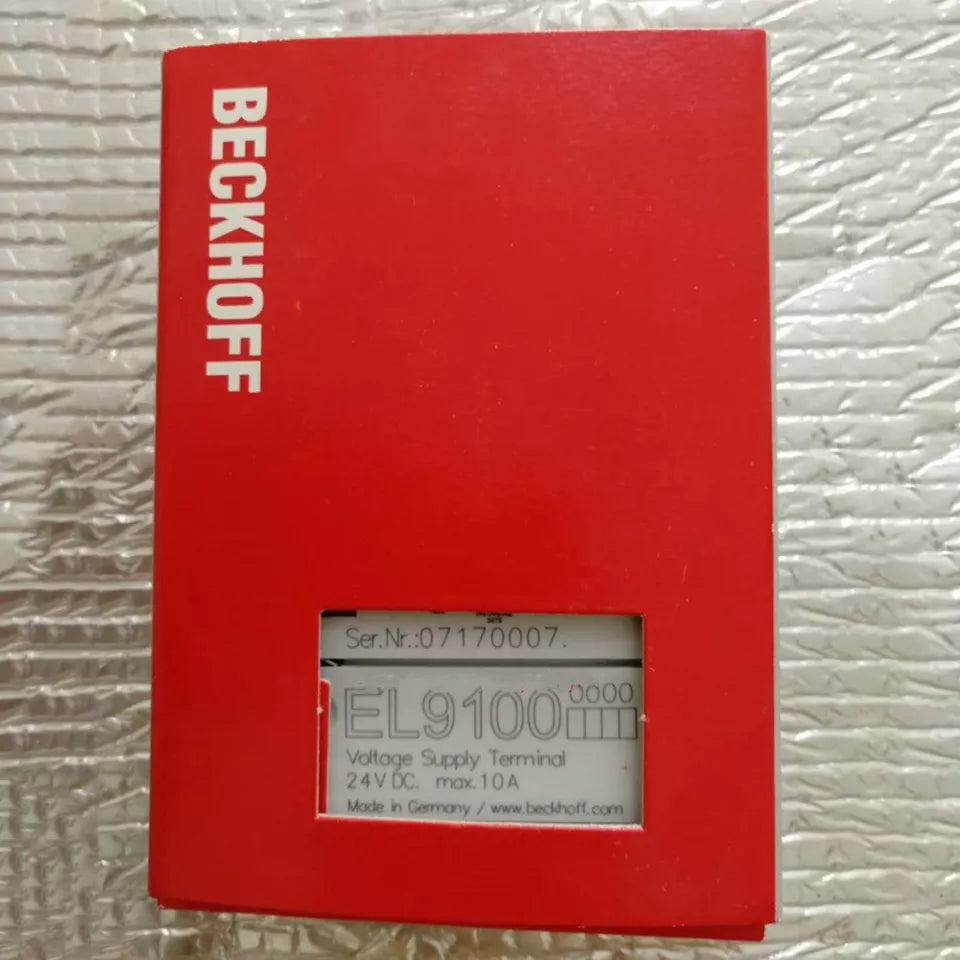 BECKHOFF
Ser.Nr.:07170007.
EL9100 0000
Voltage Supply Terminal
24V DC. max.10A
Made in Germany / www.beckhoff.com